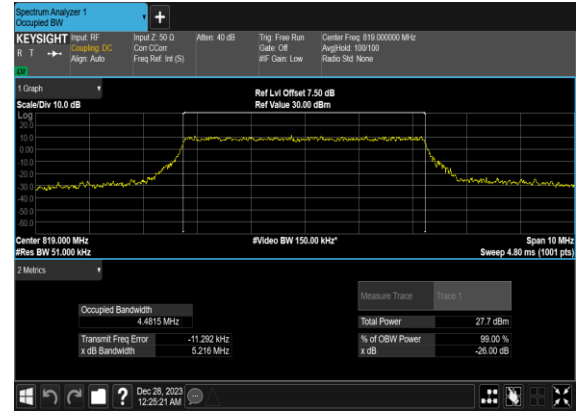 Spectrum Analyzer 1
Occupied BW
+
KEYSIGHT Input: RF Input Z: 50 Ω Atten: 40 dB Trig: Free Run Center Freq: 819.000000 MHz
R T Coupling: DC Corr CCorr Gate: Off Avg|Hold: 100/100
Align: Auto Freq Ref: Int (S) #IF Gain: Low Radio Std: None
LV
1 Graph
Ref Lvl Offset 7.50 dB
Scale/Div 10.0 dB Ref Value 30.00 dBm
Log
20.0
10.0
0.00
-10.0
-20.0
-30.0
-40.0
-50.0
-60.0
Center 819.000 MHz #Video BW 150.00 kHz* Span 10 MHz
#Res BW 51.000 kHz Sweep 4.80 ms (1001 pts)
2 Metrics
Measure Trace Trace 1
Occupied Bandwidth
4.4815 MHz Total Power 27.7 dBm
Transmit Freq Error -11.292 kHz % of OBW Power 99.00 %
x dB Bandwidth 5.216 MHz x dB -26.00 dB
? Dec 28, 2023
12:25:21 AM